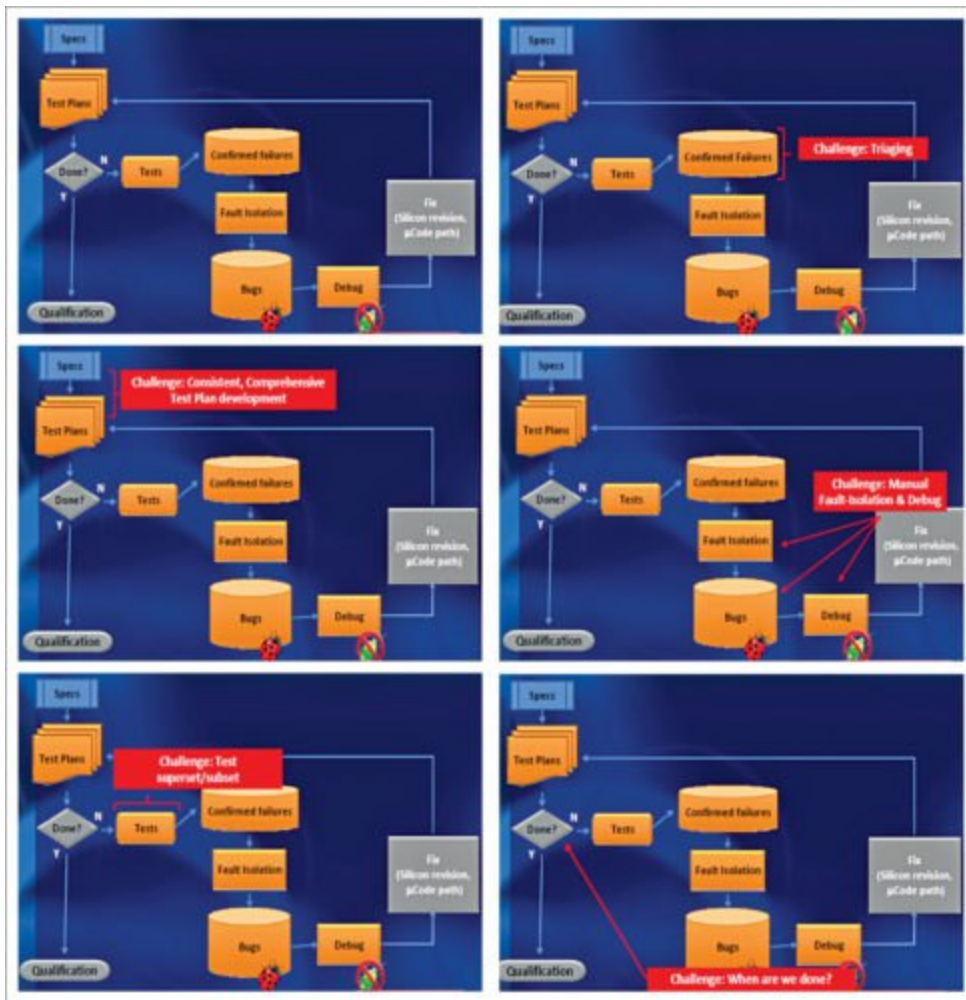 Specs
Test Plans
Done?
N
Y
Tests
Confirmed failures
Fault Isolation
Bugs
Debug
Fix
(Silicon revision,
µCode path)
Qualification
Specs
Test Plans
Done?
N
Y
Tests
Confirmed Failures
Challenge: Triaging
Fault Isolation
Bugs
Debug
Fix
(Silicon revision,
µCode path)
Qualification
Specs
Challenge: Consistent, Comprehensive
Test Plan development
Test Plans
Done?
N
Y
Tests
Confirmed failures
Fault Isolation
Bugs
Debug
Fix
(Silicon revision,
µCode path)
Qualification
Specs
Test Plans
Done?
N
Y
Tests
Confirmed failures
Challenge: Manual
Fault-Isolation & Debug
Fault Isolation
Bugs
Debug
Fix
(Silicon revision,
µCode path)
Qualification
Specs
Test Plans
Challenge: Test
superset/subset
Done?
N
Y
Tests
Confirmed failures
Fault Isolation
Bugs
Debug
Fix
(Silicon revision,
µCode path)
Qualification
Specs
Test Plans
Done?
N
Y
Tests
Confirmed failures
Fault Isolation
Bugs
Debug
Fix
(Silicon revision,
µCode path)
Qualification
Challenge: When are we done?